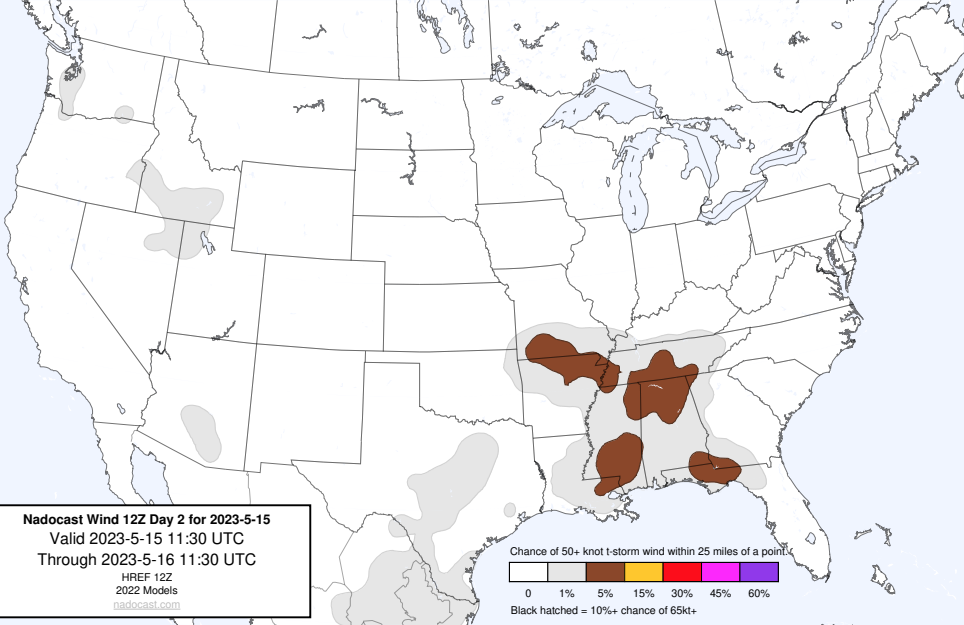 Nadocast Wind 12Z Day 2 for 2023-5-15
Valid 2023-5-15 11:30 UTC
Through 2023-5-16 11:30 UTC
HREF 12Z
2022 Models
nadocast.com
Chance of 50+ knot t-storm wind within 25 miles of a point.
0 1% 5% 15% 30% 45% 60%
Black hatched = 10%+ chance of 65kt+